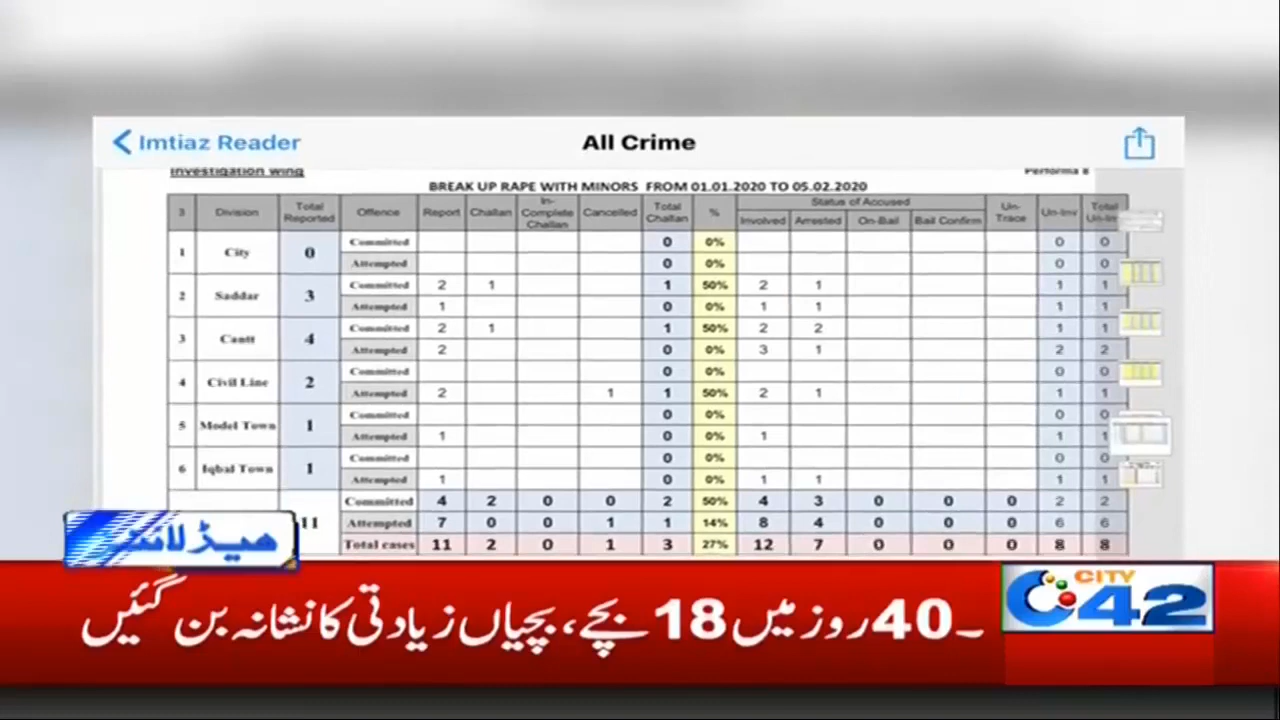 Imtiaz Reader All Crime
Investigation wing Performa 8
BREAK UP RAPE WITH MINORS FROM 01.01.2020 TO 05.02.2020
3 Division Total Reported Offence Report Challan In-Complete Challan Cancelled Total Challan % Status of Accused Un-Trace Un-Inv Total Un-Inv
Involved Arrested On-Bail Bail Confirm
1 City 0 Committed 0 0% 0 0
Attempted 0 0% 0 0
2 Saddar 3 Committed 2 1 1 50% 2 1 1 1
Attempted 1 0 0% 1 1 1 1
3 Cantt 4 Committed 2 1 1 50% 2 2 1 1
Attempted 2 0 0% 3 1 2 2
4 Civil Line 2 Committed 0 0% 0 0
Attempted 2 1 1 50% 2 1 1 1
5 Model Town 1 Committed 0 0% 0 0
Attempted 1 0 0% 1 1 1
6 Iqbal Town 1 Committed 0 0% 0 0
Attempted 1 0 0% 1 1 1 1
11 Committed 4 2 0 0 2 50% 4 3 0 0 0 2 2
Attempted 7 0 0 1 1 14% 8 4 0 0 0 6 6
Total cases 11 2 0 1 3 27% 12 7 0 0 0 8 8
ہیڈلائنز
CITY
42
۔40 روز میں 18 بچے، بچیاں زیادتی کا نشانہ بن گئیں